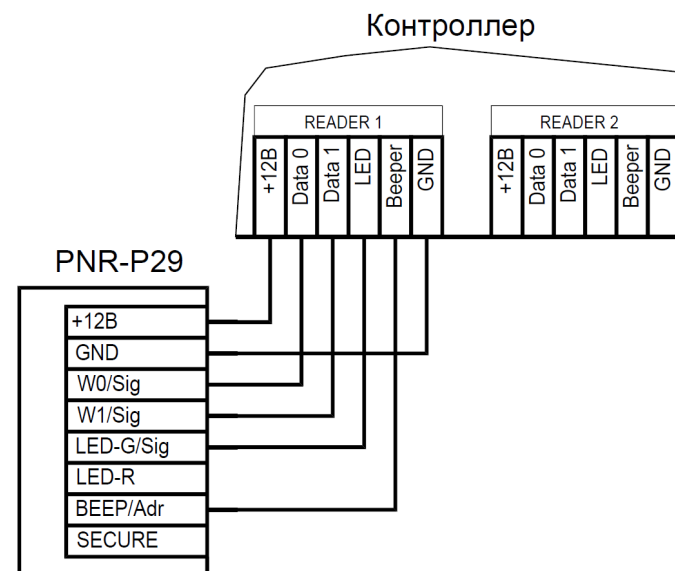 Контроллер
READER 1
READER 2
+12В
Data 0
Data 1
LED
Beeper
GND
+12В
Data 0
Data 1
LED
Beeper
GND
PNR-P29
+12В
GND
W0/Sig
W1/Sig
LED-G/Sig
LED-R
BEEP/Adr
SECURE